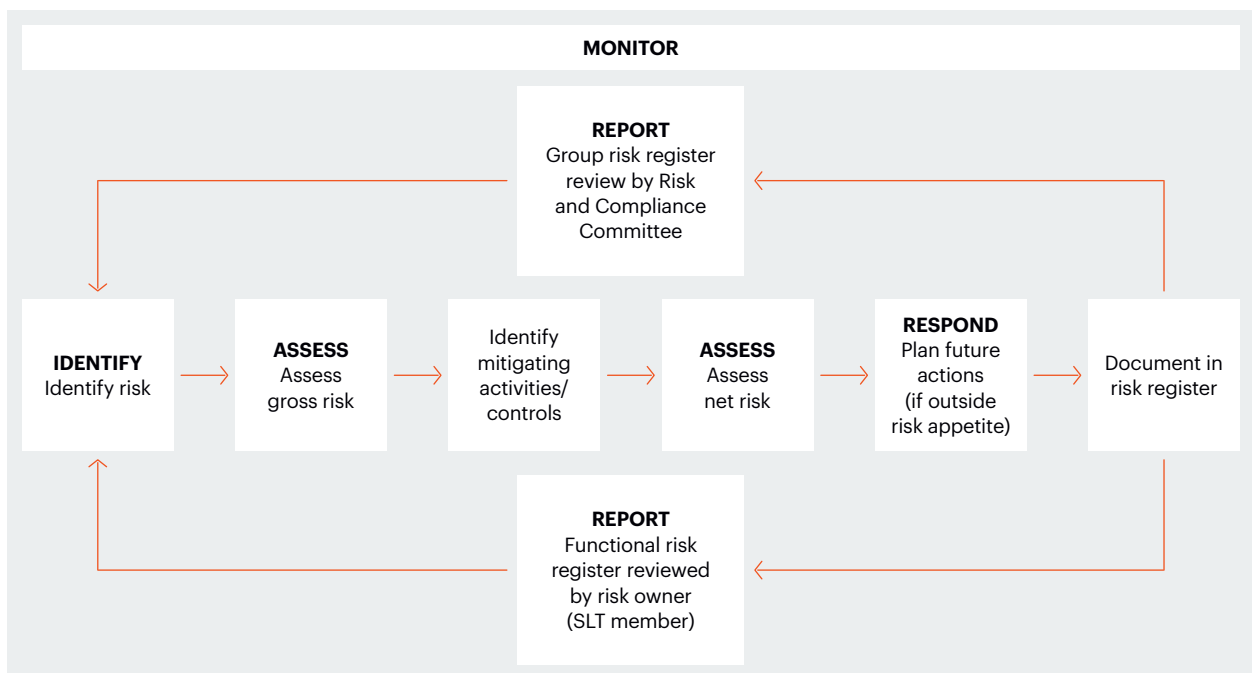 MONITOR
REPORT
Group risk register
review by Risk
and Compliance
Committee
IDENTIFY
Identify risk
ASSESS
Assess
gross risk
Identify
mitigating
activities/
controls
ASSESS
Assess
net risk
RESPOND
Plan future
actions
(if outside
risk appetite)
Document in
risk register
REPORT
Functional risk
register reviewed
by risk owner
(SLT member)